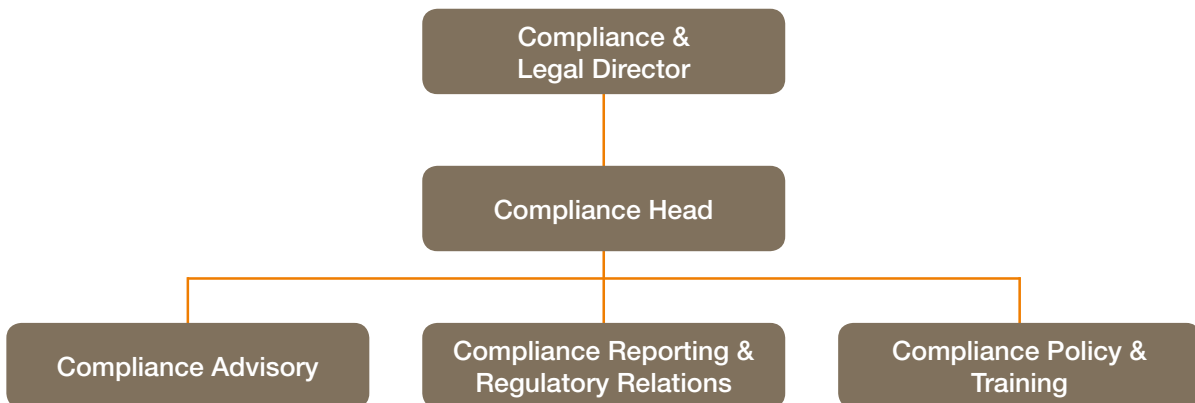 Compliance &
Legal Director
Compliance Head
Compliance Advisory
Compliance Reporting &
Regulatory Relations
Compliance Policy &
Training